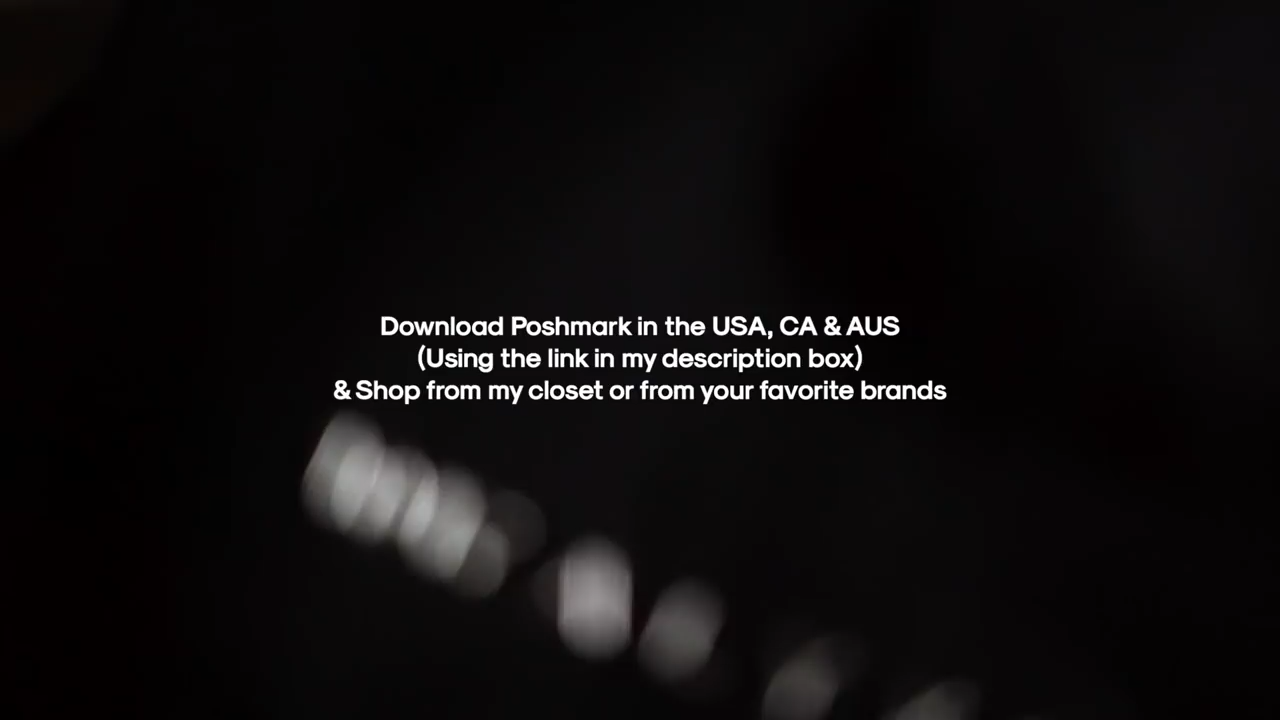 Download Poshmark in the USA, CA & AUS
(Using the link in my description box)
& Shop from my closet or from your favorite brands